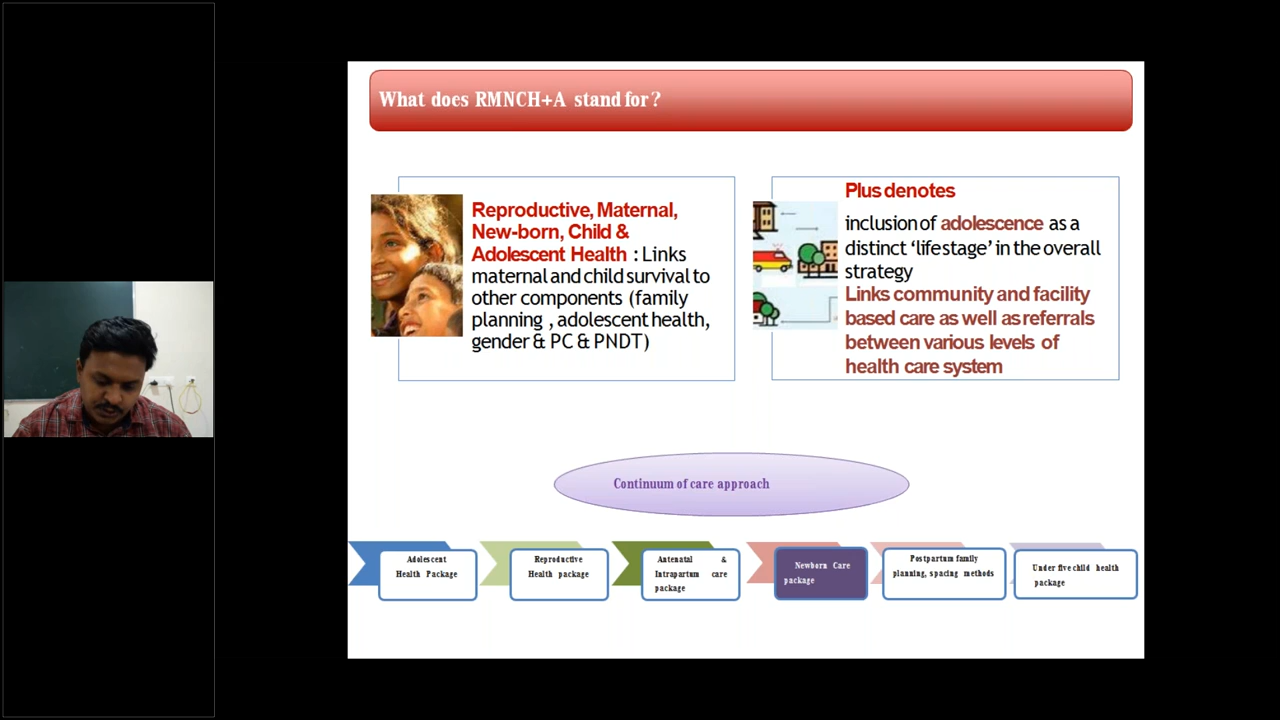 What does RMNCH+A stand for?
Reproductive, Maternal,
New-born, Child &
Adolescent Health : Links
maternal and child survival to
other components (family
planning , adolescent health,
gender & PC & PNDT)
Plus denotes
inclusion of adolescence as a
distinct ‘life stage’ in the overall
strategy
Links community and facility
based care as well as referrals
between various levels of
health care system
Continuum of care approach
Adolescent
Health Package
Reproductive
Health package
Antenatal &
Intrapartum care
package
Newborn Care
package
Postpartum family
planning, spacing methods
Under five child health
package